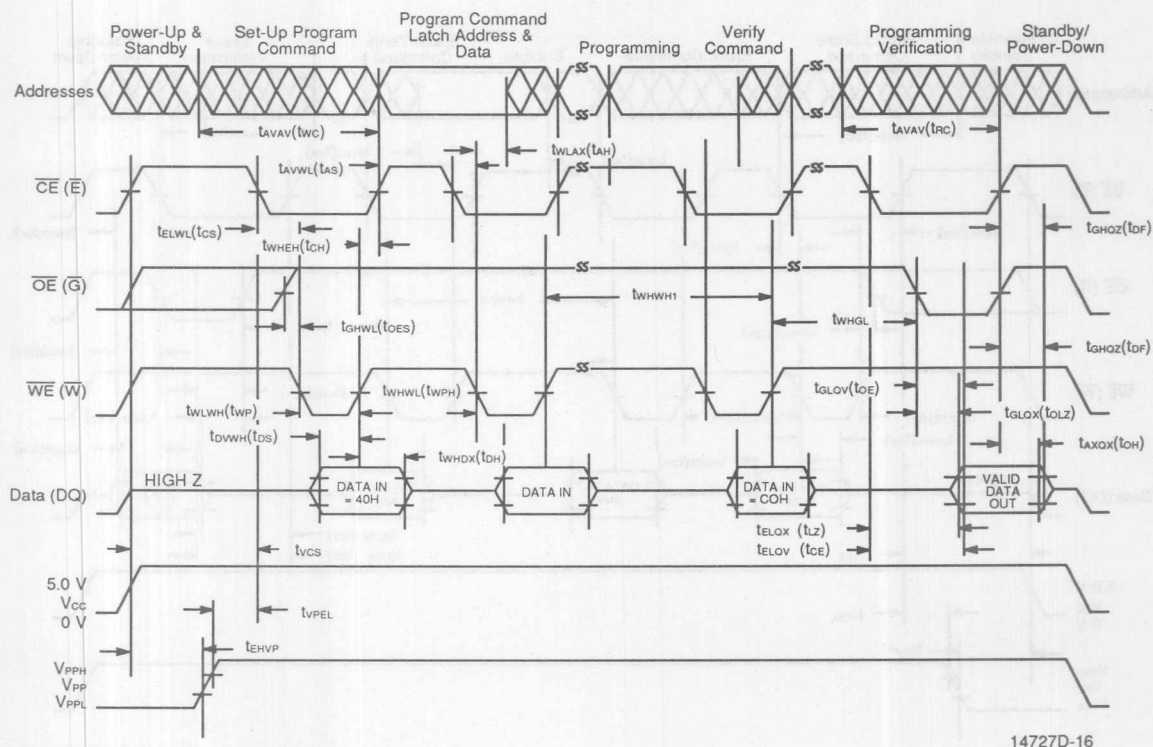 Power-Up &
Standby
Set-Up Program
Command
Program Command
Latch Address &
Data
Programming
Verify
Command
Programming
Verification
Standby/
Power-Down
Addresses
tAVAV(tWC)
tWLAX(tAH)
tAVAV(tRC)
tAVWL(tAS)
CE (E)
tELWL(tCS)
tWHEH(tCH)
tGHQZ(tDF)
OE (G)
tWHWH1
tGHWL(tOES)
tWHGL
tGHQZ(tDF)
WE (W)
tWHWL(tWPH)
tGLQV(tOE)
tWLWH(tWP)
tGLQX(tOLZ)
tDVWH(tDS)
tWHDX(tDH)
tAXQX(tOH)
Data (DQ)
HIGH Z
DATA IN
= 40H
DATA IN
DATA IN
= C0H
VALID
DATA
OUT
tELQX (tLZ)
tVCS
tELQV (tCE)
5.0 V
VCC
0 V
tVPEL
tEHVP
VPPH
VPP
VPPL
14727D-16